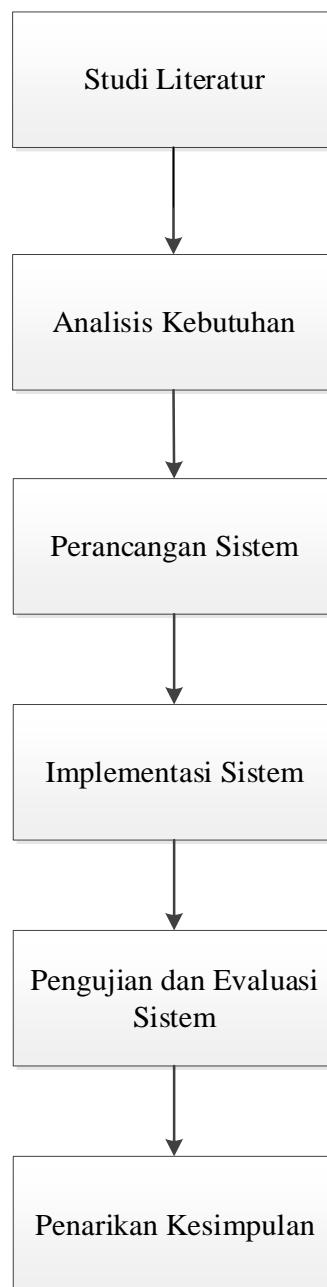 Studi Literatur
Analisis Kebutuhan
Perancangan Sistem
Implementasi Sistem
Pengujian dan Evaluasi
Sistem
Penarikan Kesimpulan